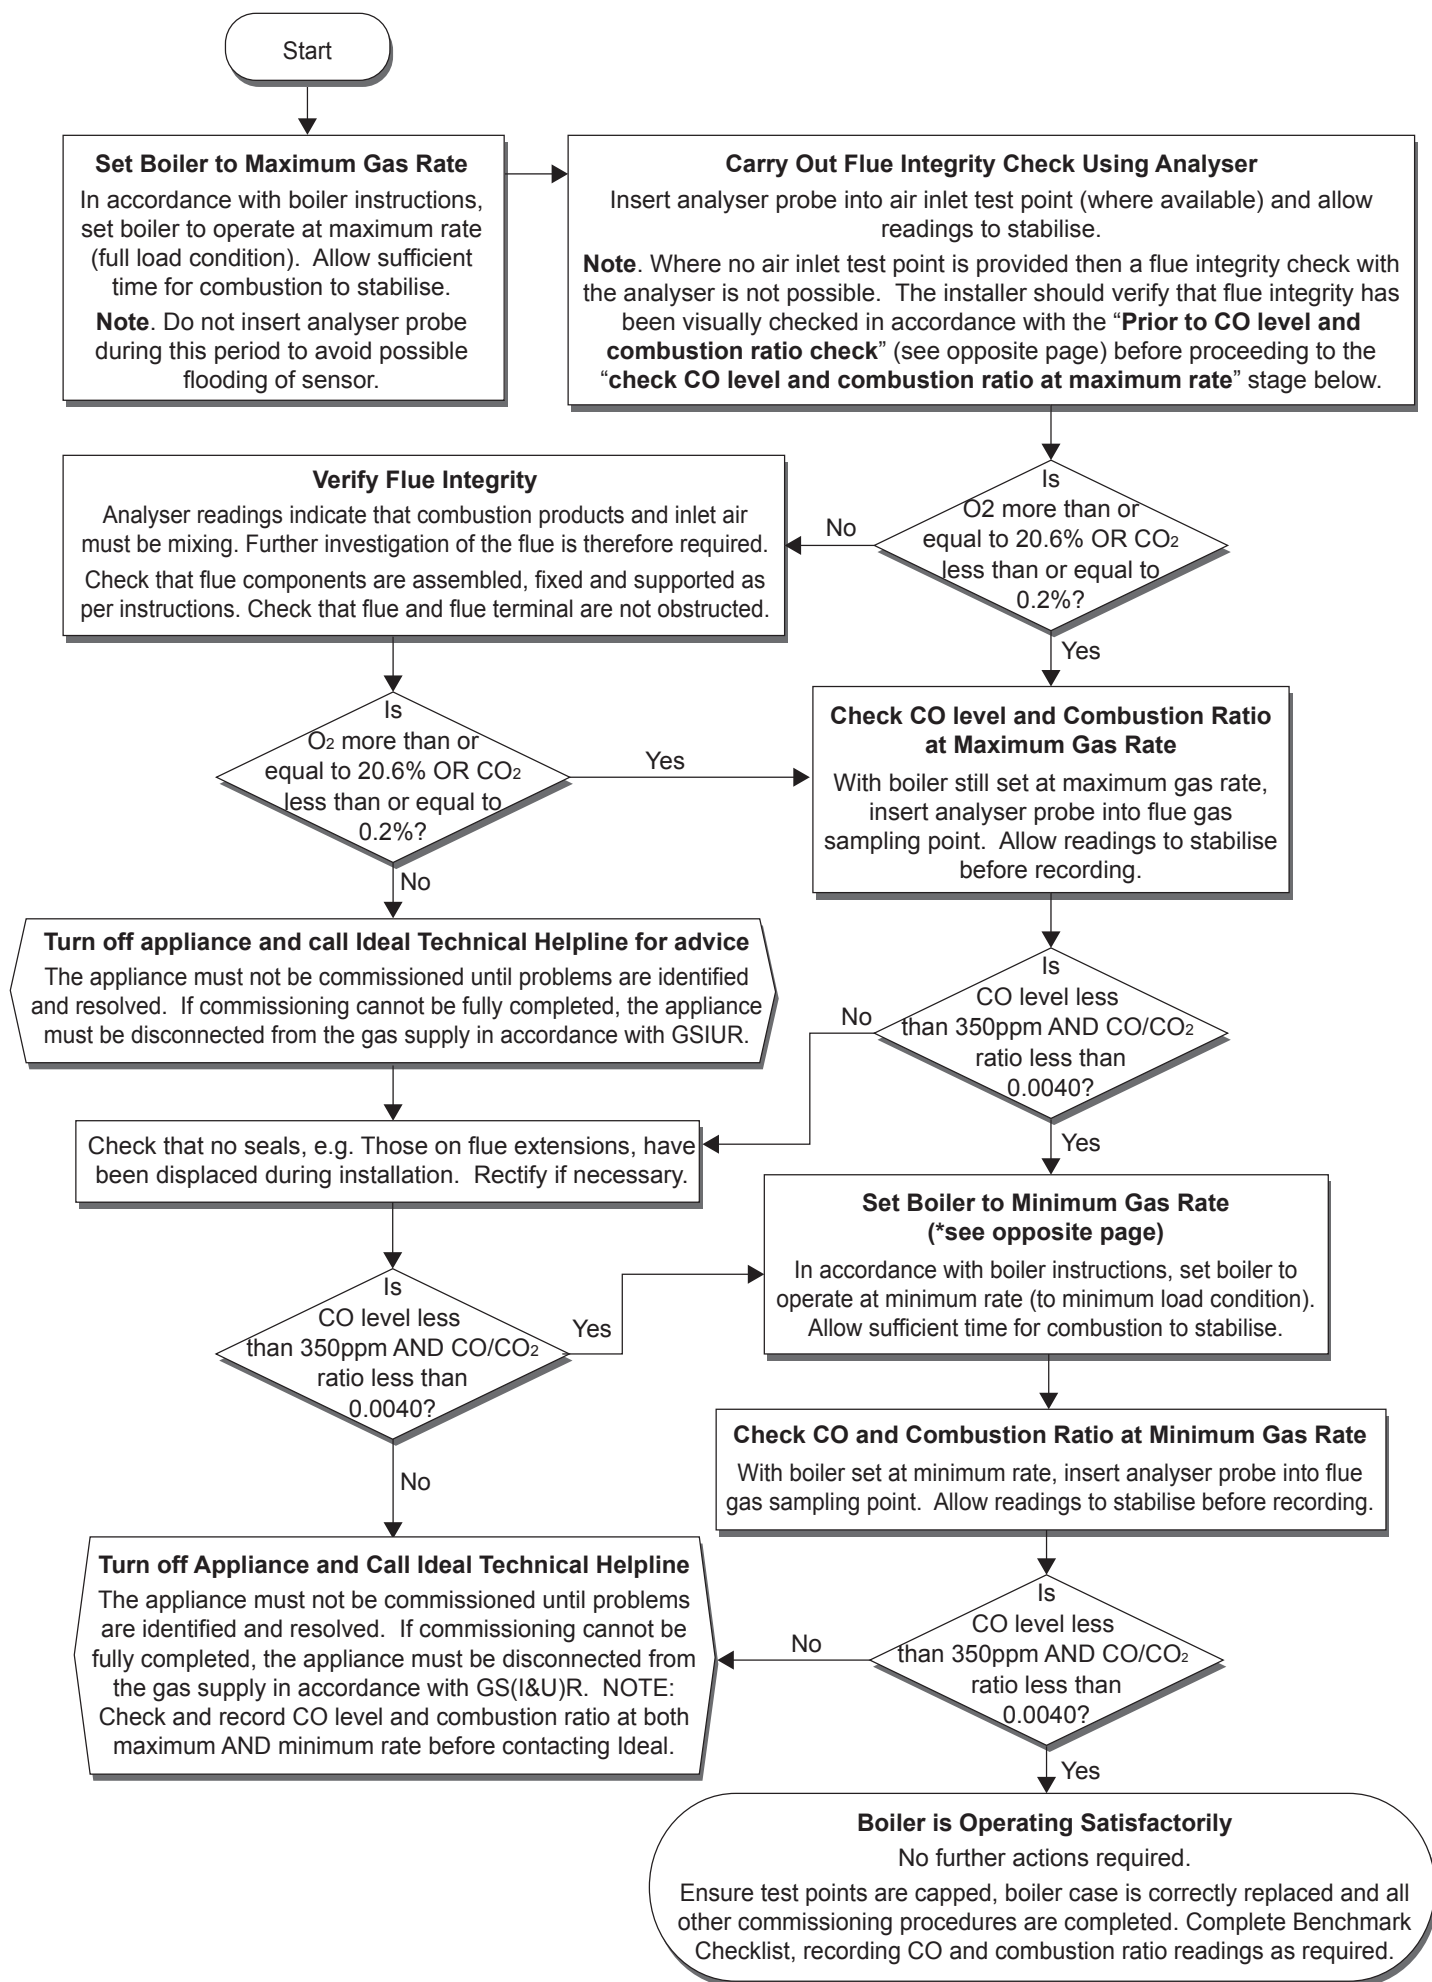 Start
Set Boiler to Maximum Gas Rate
In accordance with boiler instructions,
set boiler to operate at maximum rate
(full load condition).  Allow sufficient
time for combustion to stabilise.
Note. Do not insert analyser probe
during this period to avoid possible
flooding of sensor.
Carry Out Flue Integrity Check Using Analyser
Insert analyser probe into air inlet test point (where available) and allow
readings to stabilise.
Note. Where no air inlet test point is provided then a flue integrity check with
the analyser is not possible.  The installer should verify that flue integrity has
been visually checked in accordance with the “Prior to CO level and
combustion ratio check” (see opposite page) before proceeding to the
“check CO level and combustion ratio at maximum rate” stage below.
Is
O2 more than or
equal to 20.6% OR CO2
less than or equal to
0.2%?
No
Yes
Verify Flue Integrity
Analyser readings indicate that combustion products and inlet air
must be mixing. Further investigation of the flue is therefore required.
Check that flue components are assembled, fixed and supported as
per instructions. Check that flue and flue terminal are not obstructed.
Is
O2 more than or
equal to 20.6% OR CO2
less than or equal to
0.2%?
Yes
No
Check CO level and Combustion Ratio
at Maximum Gas Rate
With boiler still set at maximum gas rate,
insert analyser probe into flue gas
sampling point.  Allow readings to stabilise
before recording.
Turn off appliance and call Ideal Technical Helpline for advice
The appliance must not be commissioned until problems are identified
and resolved.  If commissioning cannot be fully completed, the appliance
must be disconnected from the gas supply in accordance with GSIUR.
Is
CO level less
than 350ppm AND CO/CO2
ratio less than
0.0040?
No
Yes
Check that no seals, e.g. Those on flue extensions, have
been displaced during installation.  Rectify if necessary.
Set Boiler to Minimum Gas Rate
(*see opposite page)
In accordance with boiler instructions, set boiler to
operate at minimum rate (to minimum load condition).
Allow sufficient time for combustion to stabilise.
Is
CO level less
than 350ppm AND CO/CO2
ratio less than
0.0040?
Yes
No
Check CO and Combustion Ratio at Minimum Gas Rate
With boiler set at minimum rate, insert analyser probe into flue
gas sampling point.  Allow readings to stabilise before recording.
Turn off Appliance and Call Ideal Technical Helpline
The appliance must not be commissioned until problems
are identified and resolved.  If commissioning cannot be
fully completed, the appliance must be disconnected from
the gas supply in accordance with GS(I&U)R.  NOTE:
Check and record CO level and combustion ratio at both
maximum AND minimum rate before contacting Ideal.
Is
CO level less
than 350ppm AND CO/CO2
ratio less than
0.0040?
No
Yes
Boiler is Operating Satisfactorily
No further actions required.
Ensure test points are capped, boiler case is correctly replaced and all
other commissioning procedures are completed. Complete Benchmark
Checklist, recording CO and combustion ratio readings as required.